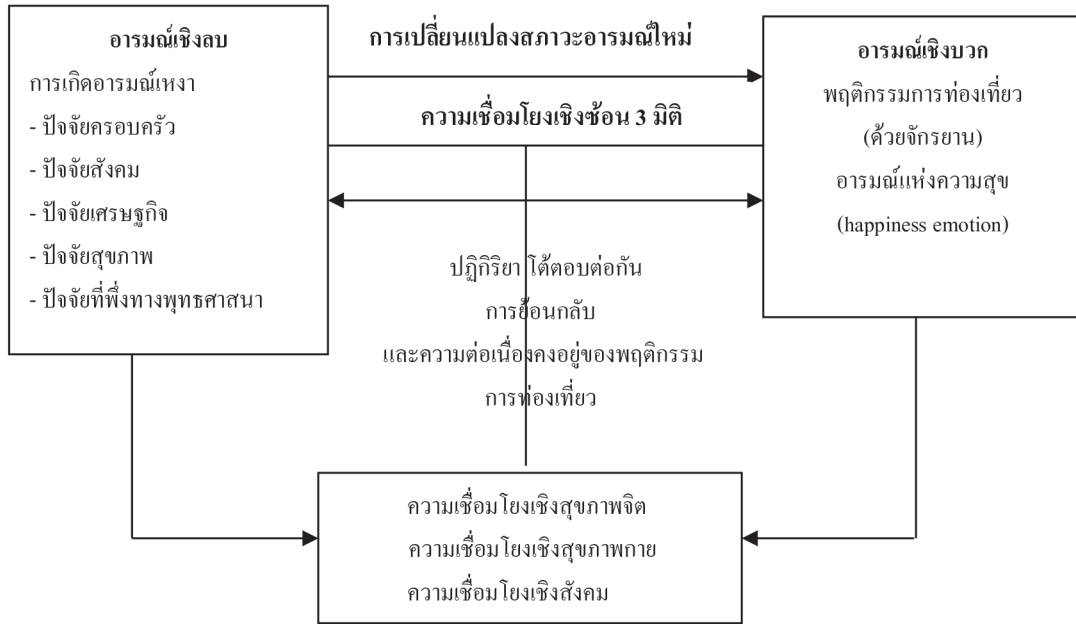 อารมณ์เชิงลบ
การเกิดอารมณ์เหงา
- ปัจจัยครอบครัว
- ปัจจัยสังคม
- ปัจจัยเศรษฐกิจ
- ปัจจัยสุขภาพ
- ปัจจัยที่พึ่งทางพุทธศาสนา
การเปลี่ยนแปลงสภาวะอารมณ์ใหม่
ความเชื่อมโยงเชิงซ้อน 3 มิติ
อารมณ์เชิงบวก
พฤติกรรมการท่องเที่ยว
(ด้วยจักรยาน)
อารมณ์แห่งความสุข
(happiness emotion)
ปฏิกิริยา โต้ตอบต่อกัน
การย้อนกลับ
และความต่อเนื่องคงอยู่ของพฤติกรรม
การท่องเที่ยว
ความเชื่อมโยงเชิงสุขภาพจิต
ความเชื่อมโยงเชิงสุขภาพกาย
ความเชื่อมโยงเชิงสังคม